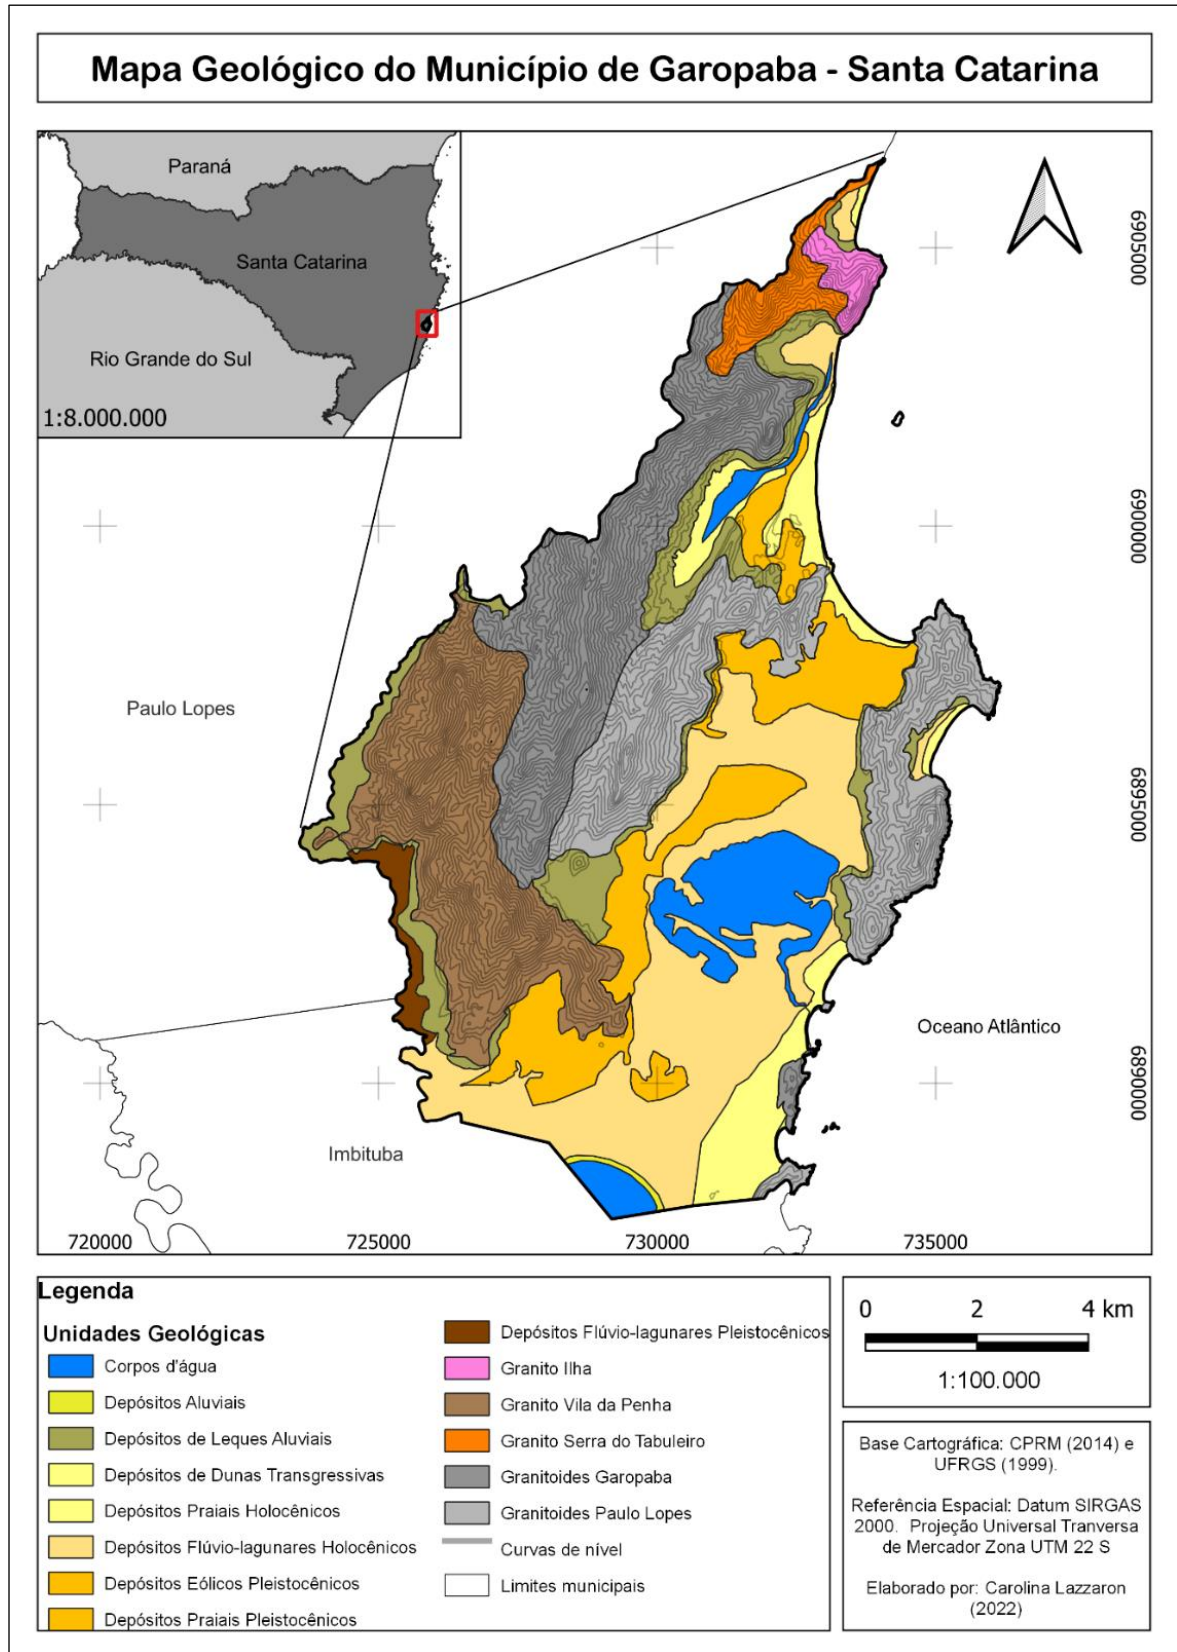 Mapa Geológico do Município de Garopaba - Santa Catarina
Paraná
Santa Catarina
Rio Grande do Sul
1:8.000.000
6905000
6900000
Paulo Lopes
6895000
Oceano Atlântico
6890000
Imbituba
720000
725000
730000
735000
Legenda
Unidades Geológicas
Corpos d'água
Depósitos Aluviais
Depósitos de Leques Aluviais
Depósitos de Dunas Transgressivas
Depósitos Praiais Holocênicos
Depósitos Flúvio-lagunares Holocênicos
Depósitos Eólicos Pleistocênicos
Depósitos Praiais Pleistocênicos
Depósitos Flúvio-lagunares Pleistocênicos
Granito Ilha
Granito Vila da Penha
Granito Serra do Tabuleiro
Granitoides Garopaba
Granitoides Paulo Lopes
Curvas de nível
Limites municipais
0 2 4 km
1:100.000
Base Cartográfica: CPRM (2014) e
UFRGS (1999).
Referência Espacial: Datum SIRGAS
2000. Projeção Universal Tranversa
de Mercador Zona UTM 22 S
Elaborado por: Carolina Lazzaron
(2022)